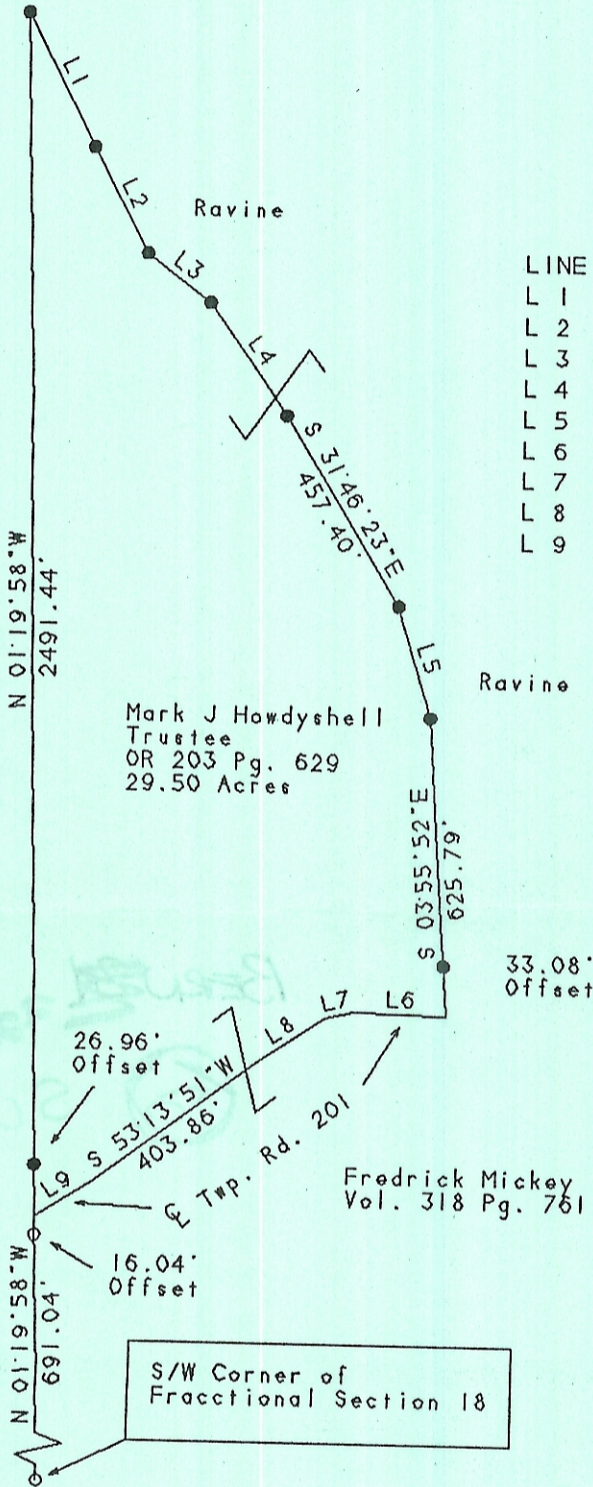 L1
L2
Ravine
L3
LINE
L 1
L 2
L 3
L 4
L 5
L 6
L 7
L 8
L 9
L4
S 31°46'23"E
457.40'
N 01°19'58"W
2491.44'
L5
Ravine
Mark J Howdyshell
Trustee
OR 203 Pg. 629
29.50 Acres
S 03°55'52"E
625.79'
33.08'
Offset
L7
L6
L8
26.96'
Offset
S 53°13'51"W
403.86'
L9
℄ Twp. Rd. 201
Fredrick Mickey
Vol. 318 Pg. 761
16.04'
Offset
N 01°19'58"W
691.04'
S/W Corner of
Fracctional Section 18